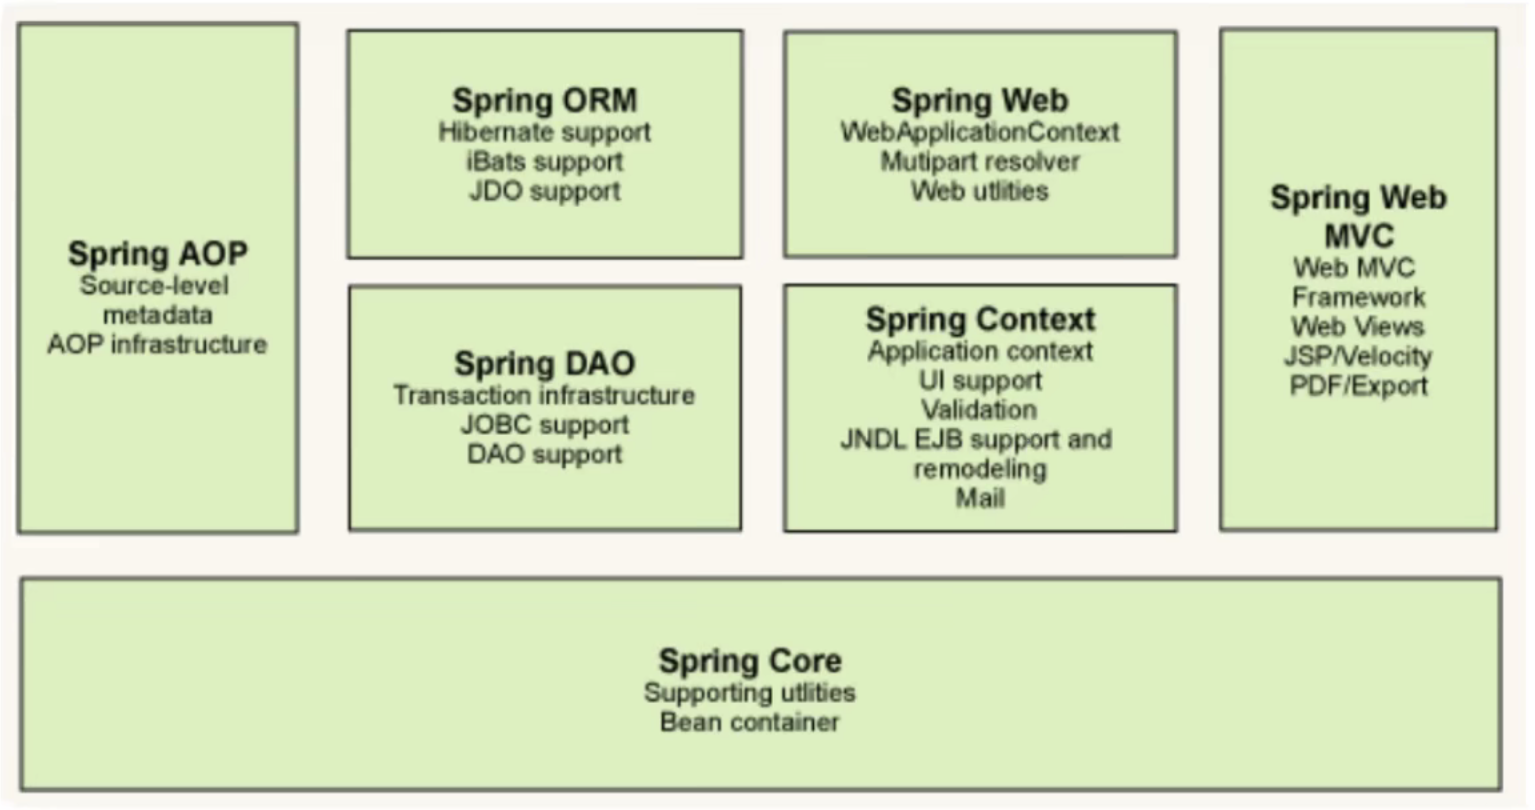 Spring AOP
Source-level
metadata
AOP infrastructure
Spring ORM
Hibernate support
iBats support
JDO support
Spring DAO
Transaction infrastructure
JOBC support
DAO support
Spring Web
WebApplicationContext
Mutipart resolver
Web utlities
Spring Context
Application context
UI support
Validation
JNDL EJB support and
remodeling
Mail
Spring Web
MVC
Web MVC
Framework
Web Views
JSP/Velocity
PDF/Export
Spring Core
Supporting utlities
Bean container